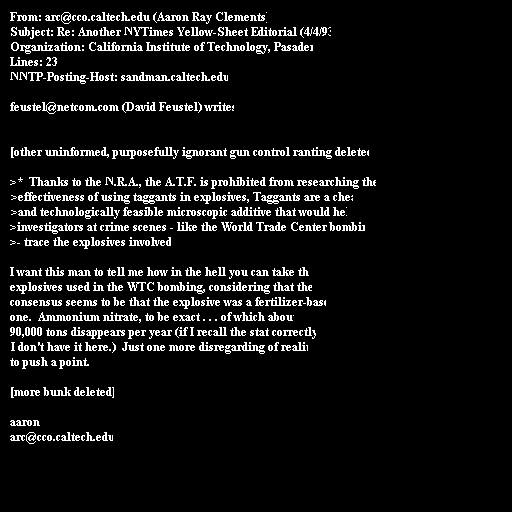 From: arc@cco.caltech.edu (Aaron Ray Clements)
Subject: Re: Another NYTimes Yellow-Sheet Editorial (4/4/93
Organization: California Institute of Technology, Pasaden
Lines: 23
NNTP-Posting-Host: sandman.caltech.edu
feustel@netcom.com (David Feustel) writes
[other uninformed, purposefully ignorant gun control ranting delete
>*  Thanks to the N.R.A., the A.T.F. is prohibited from researching the
>effectiveness of using taggants in explosives, Taggants are a chea
>and technologically feasible microscopic additive that would hel
>investigators at crime scenes - like the World Trade Center bombin
>- trace the explosives involved
I want this man to tell me how in the hell you can take th
explosives used in the WTC bombing, considering that the
consensus seems to be that the explosive was a fertilizer-base
one.  Ammonium nitrate, to be exact . . . of which abou
90,000 tons disappears per year (if I recall the stat correctly
I don't have it here.)  Just one more disregarding of reali
to push a point.
[more bunk deleted]
aaron
arc@cco.caltech.edu